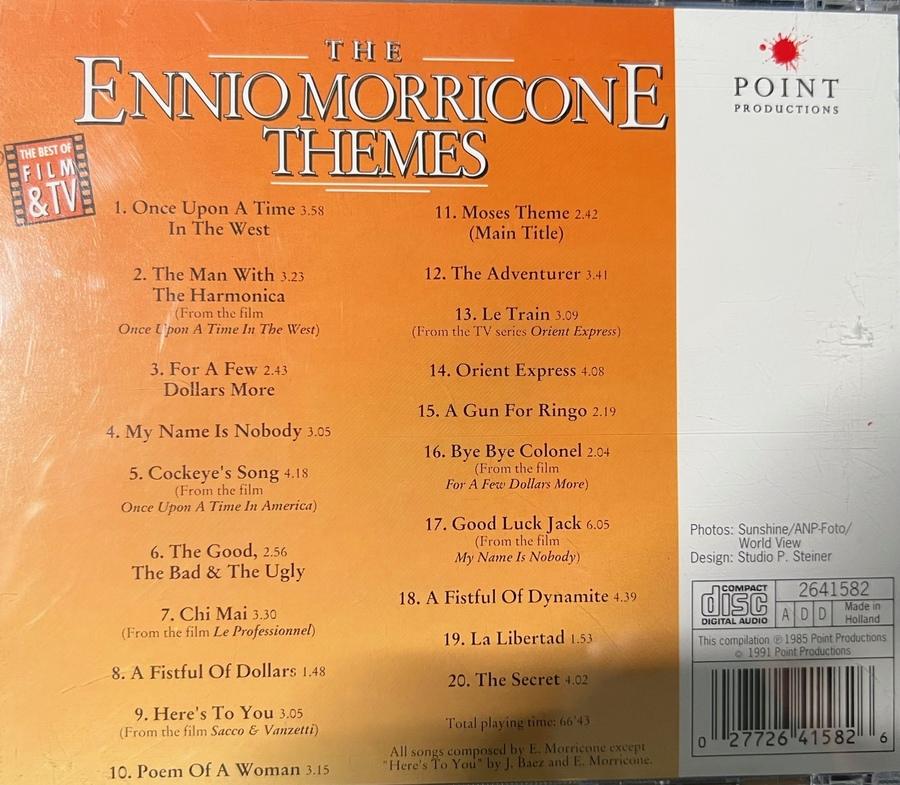 THE
ENNIO MORRICONE
THEMES
THE BEST OF
FILM
& TV
1. Once Upon A Time 3.58
In The West
2. The Man With 3.23
The Harmonica
(From the film
Once Upon A Time In The West)
3. For A Few 2.43
Dollars More
4. My Name Is Nobody 3.05
5. Cockeye's Song 4.18
(From the film
Once Upon A Time In America)
6. The Good, 2.56
The Bad & The Ugly
7. Chi Mai 3.30
(From the film Le Professionnel)
8. A Fistful Of Dollars 1.48
9. Here's To You 3.05
(From the film Sacco & Vanzetti)
10. Poem Of A Woman 3.15
11. Moses Theme 2.42
(Main Title)
12. The Adventurer 3.41
13. Le Train 3.09
(From the TV series Orient Express)
14. Orient Express 4.08
15. A Gun For Ringo 2.19
16. Bye Bye Colonel 2.04
(From the film
For A Few Dollars More)
17. Good Luck Jack 6.05
(From the film
My Name Is Nobody)
18. A Fistful Of Dynamite 4.39
19. La Libertad 1.53
20. The Secret 4.02
Total playing time: 66'43
All songs composed by E. Morricone except
"Here's To You" by J. Baez and E. Morricone.
POINT
PRODUCTIONS
Photos: Sunshine/ANP-Foto/
World View
Design: Studio P. Steiner
COMPACT
disc
DIGITAL AUDIO
2641582
A D D
Made in
Holland
This compilation ℗ 1985 Point Productions
© 1991 Point Productions
0 27726 41582 6